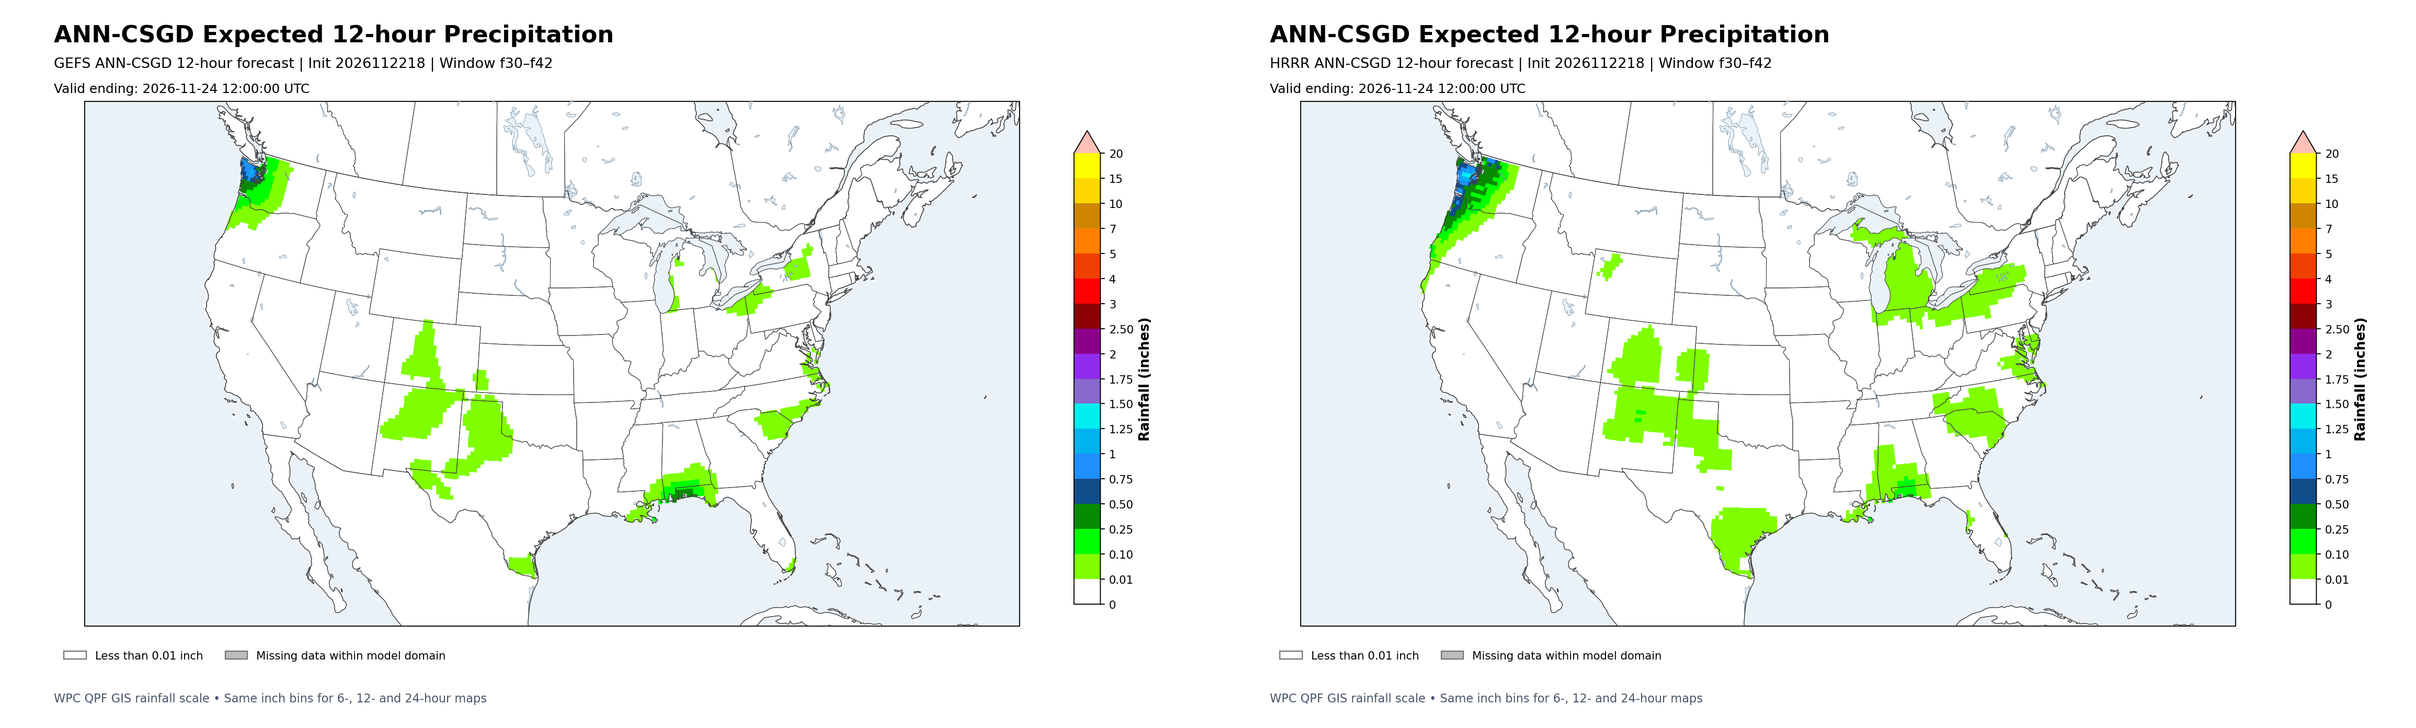 ANN-CSGD Expected 12-hour Precipitation
GEFS ANN-CSGD 12-hour forecast | Init 2026112218 | Window f30–f42
Valid ending: 2026-11-24 12:00:00 UTC
20
15
10
7
5
4
3
2.50
2
1.75
1.50
1.25
1
0.75
0.50
0.25
0.10
0.01
0
Rainfall (inches)
Less than 0.01 inch
Missing data within model domain
WPC QPF GIS rainfall scale • Same inch bins for 6-, 12- and 24-hour maps
ANN-CSGD Expected 12-hour Precipitation
HRRR ANN-CSGD 12-hour forecast | Init 2026112218 | Window f30–f42
Valid ending: 2026-11-24 12:00:00 UTC
20
15
10
7
5
4
3
2.50
2
1.75
1.50
1.25
1
0.75
0.50
0.25
0.10
0.01
0
Rainfall (inches)
Less than 0.01 inch
Missing data within model domain
WPC QPF GIS rainfall scale • Same inch bins for 6-, 12- and 24-hour maps